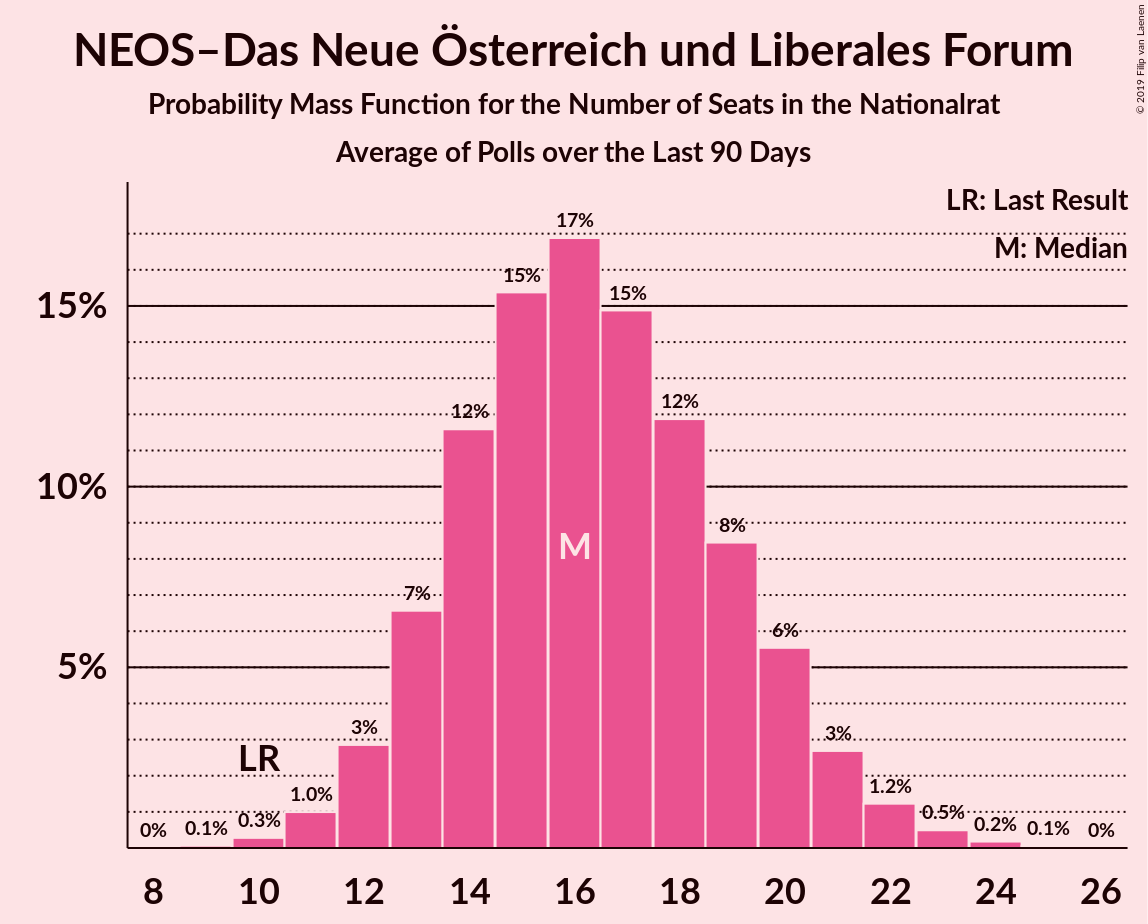 NEOS–Das Neue Österreich und Liberales Forum
Probability Mass Function for the Number of Seats in the Nationalrat
Average of Polls over the Last 90 Days
© 2019 Filip van Laenen
LR: Last Result
M: Median
15%
10%
5%
0%
0.1%
0.3%
LR
1.0%
3%
7%
12%
15%
17%
M
15%
12%
8%
6%
3%
1.2%
0.5%
0.2%
0.1%
0%
8 10 12 14 16 18 20 22 24 26